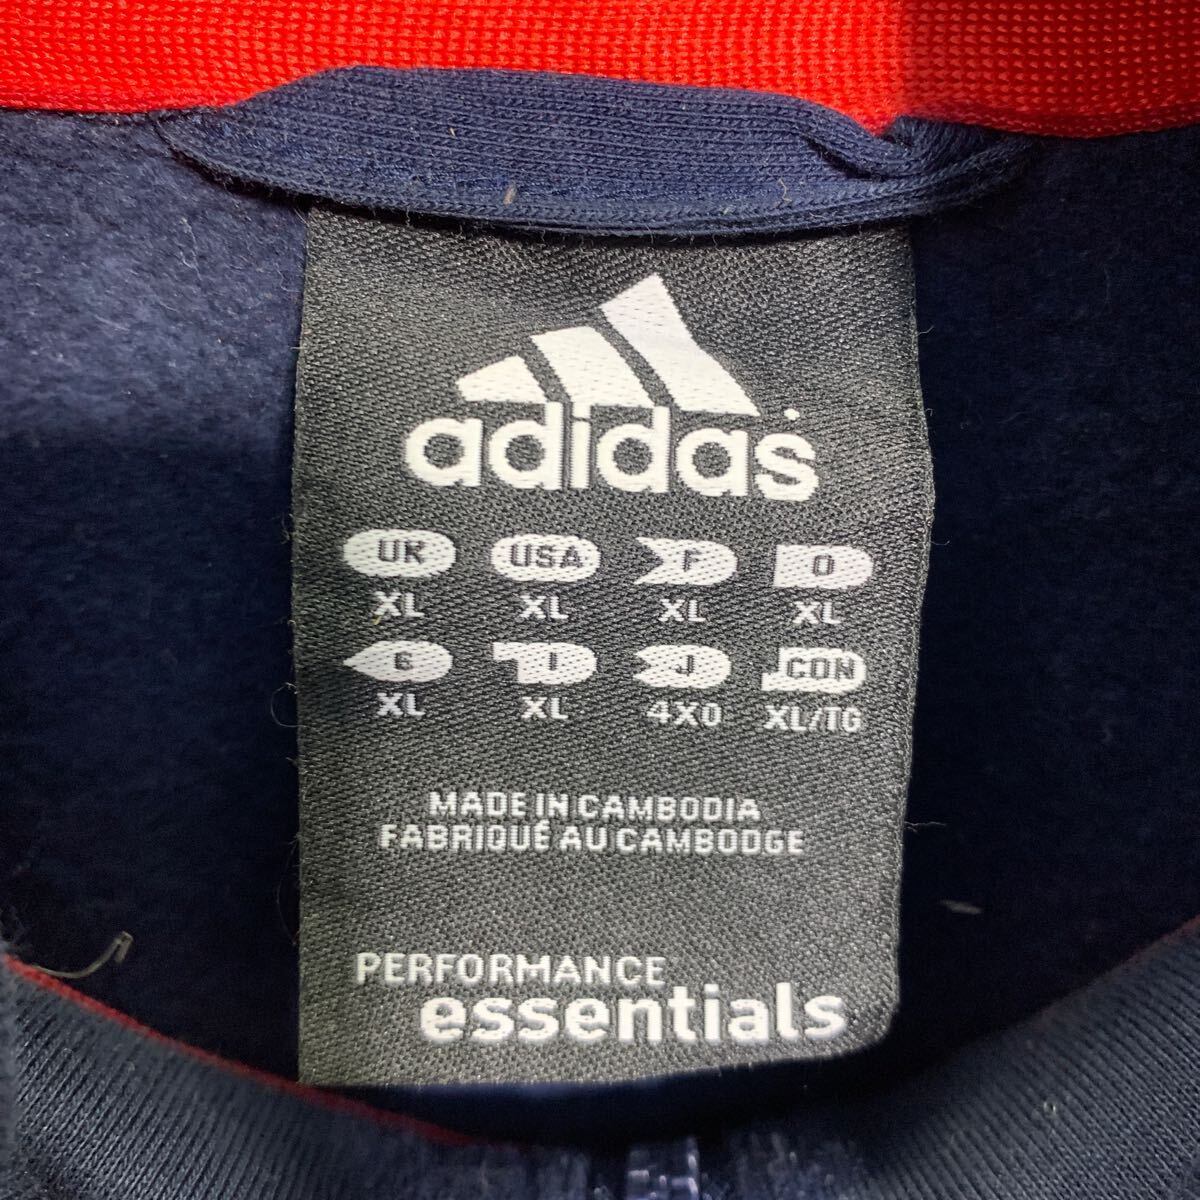 adidas
UK USA F D
XL XL XL XL
G I J CDN
XL XL 4XO XL/TG
MADE IN CAMBODIA
FABRIQUÉ AU CAMBODGE
PERFORMANCE
essentials